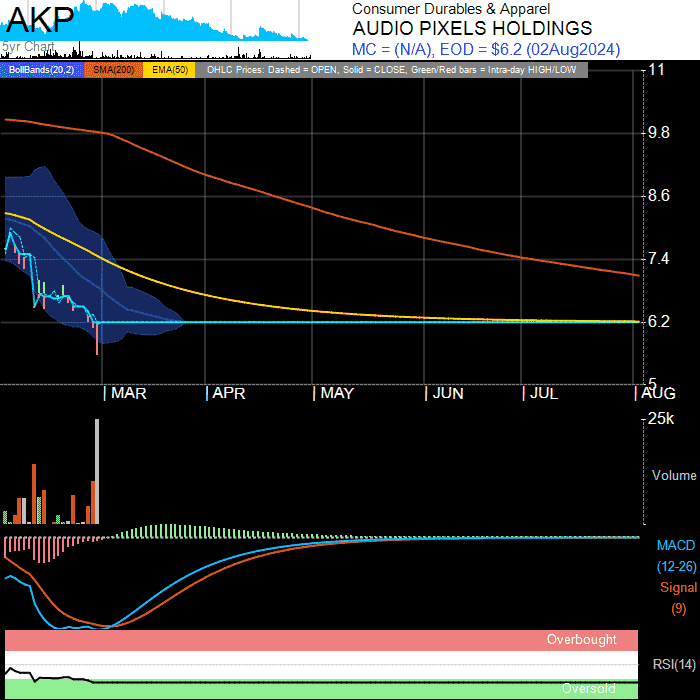 AKP
5yr Chart
Consumer Durables & Apparel
AUDIO PIXELS HOLDINGS
MC = (N/A), EOD = $6.2 (02Aug2024)
BollBands(20,2) SMA(200) EMA(50) OHLC Prices: Dashed = OPEN, Solid = CLOSE, Green/Red bars = Intra-day HIGH/LOW
11
9.8
8.6
7.4
6.2
5
MAR APR MAY JUN JUL AUG
25k
Volume
MACD
(12-26)
Signal
(9)
Overbought
RSI(14)
Oversold